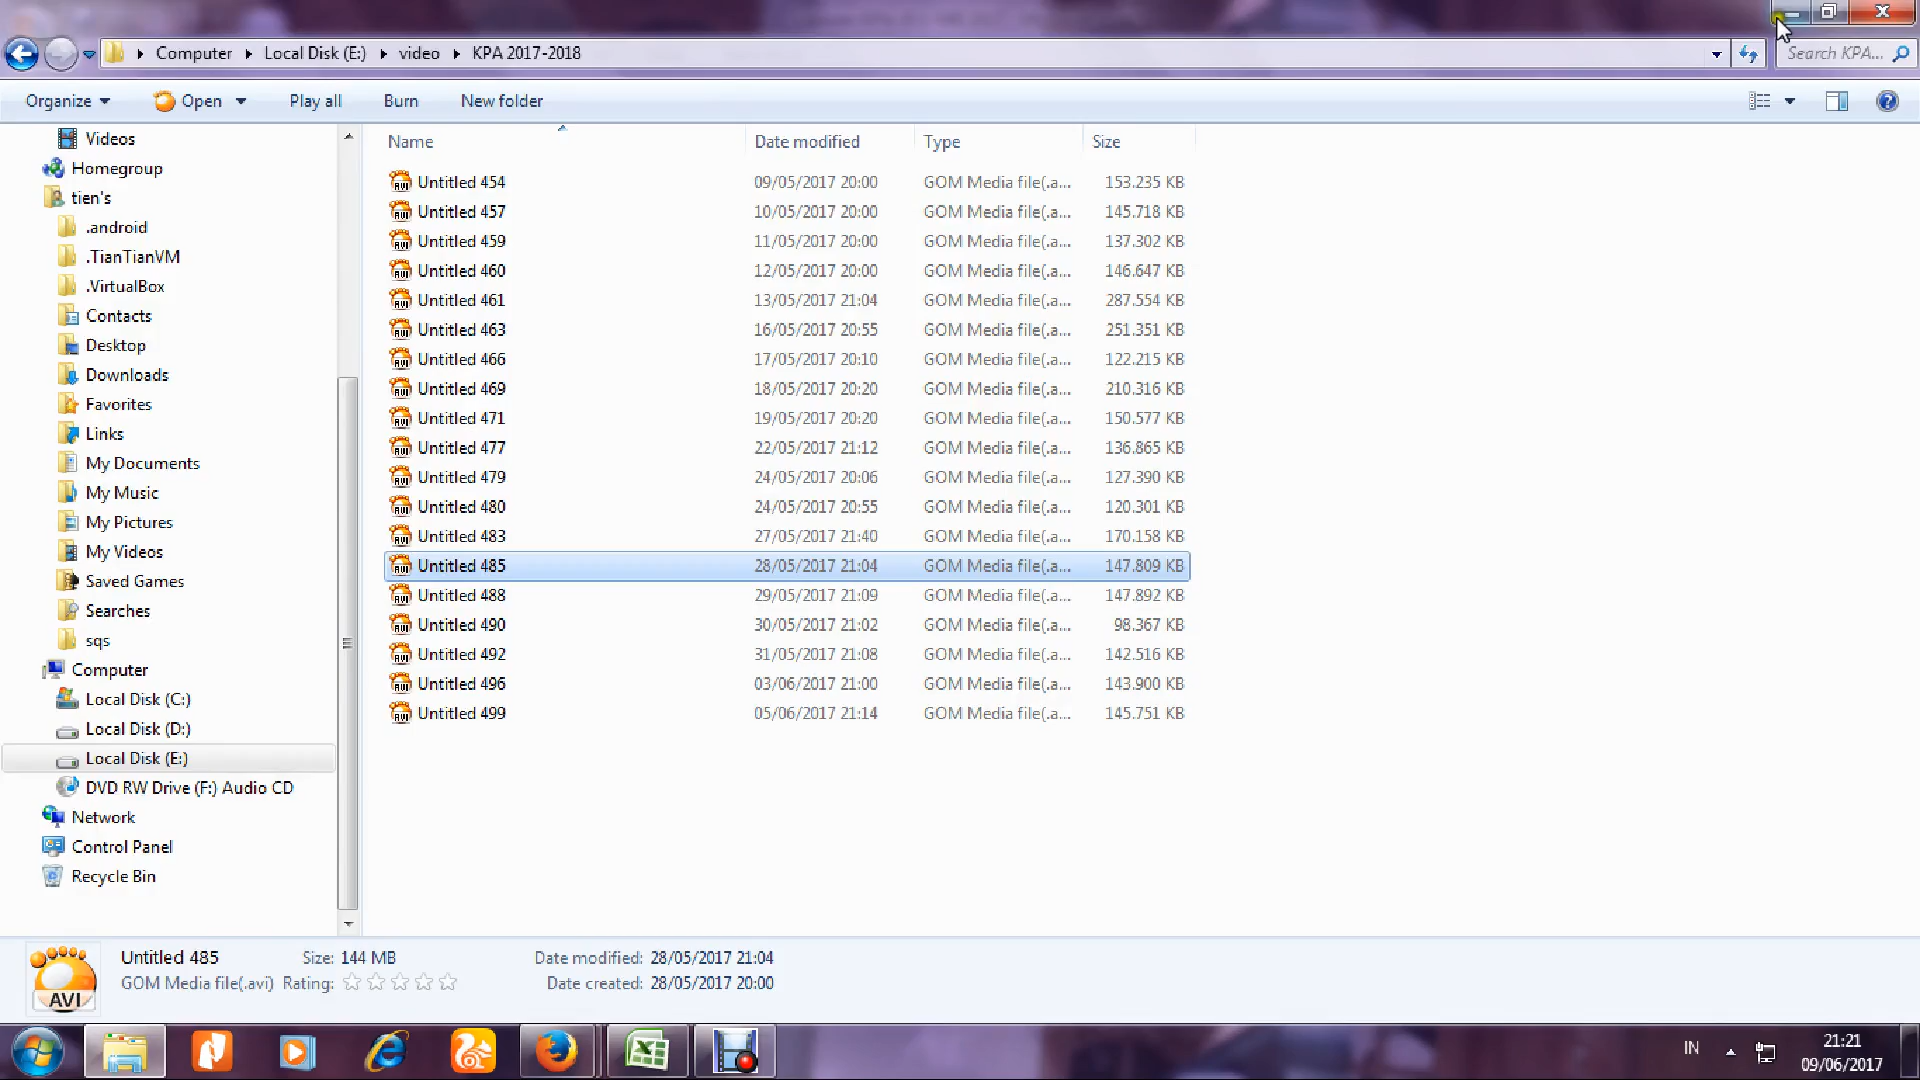 Computer Local Disk (E:) video KPA 2017-2018 Search KPA...
Organize Open Play all Burn New folder
Name Date modified Type Size
Videos
Homegroup
tien's
.android
.TianTianVM
.VirtualBox
Contacts
Desktop
Downloads
Favorites
Links
My Documents
My Music
My Pictures
My Videos
Saved Games
Searches
sqs
Computer
Local Disk (C:)
Local Disk (D:)
Local Disk (E:)
DVD RW Drive (F:) Audio CD
Network
Control Panel
Recycle Bin
Untitled 454 09/05/2017 20:00 GOM Media file(.a... 153.235 KB
Untitled 457 10/05/2017 20:00 GOM Media file(.a... 145.718 KB
Untitled 459 11/05/2017 20:00 GOM Media file(.a... 137.302 KB
Untitled 460 12/05/2017 20:00 GOM Media file(.a... 146.647 KB
Untitled 461 13/05/2017 21:04 GOM Media file(.a... 287.554 KB
Untitled 463 16/05/2017 20:55 GOM Media file(.a... 251.351 KB
Untitled 466 17/05/2017 20:10 GOM Media file(.a... 122.215 KB
Untitled 469 18/05/2017 20:20 GOM Media file(.a... 210.316 KB
Untitled 471 19/05/2017 20:20 GOM Media file(.a... 150.577 KB
Untitled 477 22/05/2017 21:12 GOM Media file(.a... 136.865 KB
Untitled 479 24/05/2017 20:06 GOM Media file(.a... 127.390 KB
Untitled 480 24/05/2017 20:55 GOM Media file(.a... 120.301 KB
Untitled 483 27/05/2017 21:40 GOM Media file(.a... 170.158 KB
Untitled 485 28/05/2017 21:04 GOM Media file(.a... 147.809 KB
Untitled 488 29/05/2017 21:09 GOM Media file(.a... 147.892 KB
Untitled 490 30/05/2017 21:02 GOM Media file(.a... 98.367 KB
Untitled 492 31/05/2017 21:08 GOM Media file(.a... 142.516 KB
Untitled 496 03/06/2017 21:00 GOM Media file(.a... 143.900 KB
Untitled 499 05/06/2017 21:14 GOM Media file(.a... 145.751 KB
AVI
Untitled 485 Size: 144 MB Date modified: 28/05/2017 21:04
GOM Media file(.avi) Rating: Date created: 28/05/2017 20:00
IN
21:21
09/06/2017